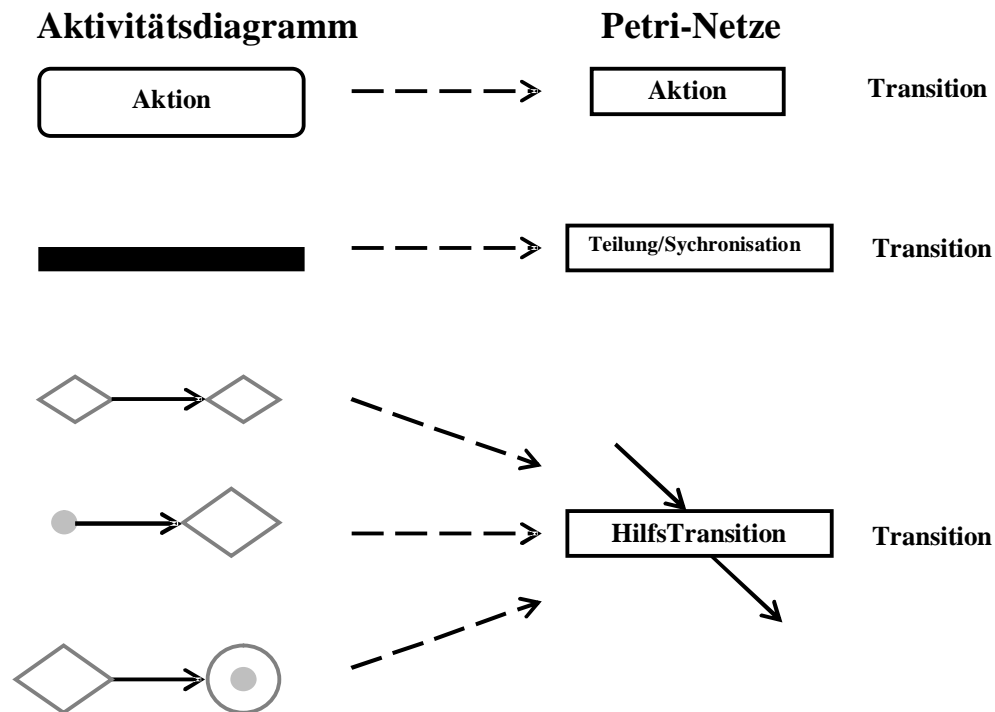 Aktivitätsdiagramm
Petri-Netze
Aktion
Aktion
Transition
Teilung/Sychronisation
Transition
HilfsTransition
Transition